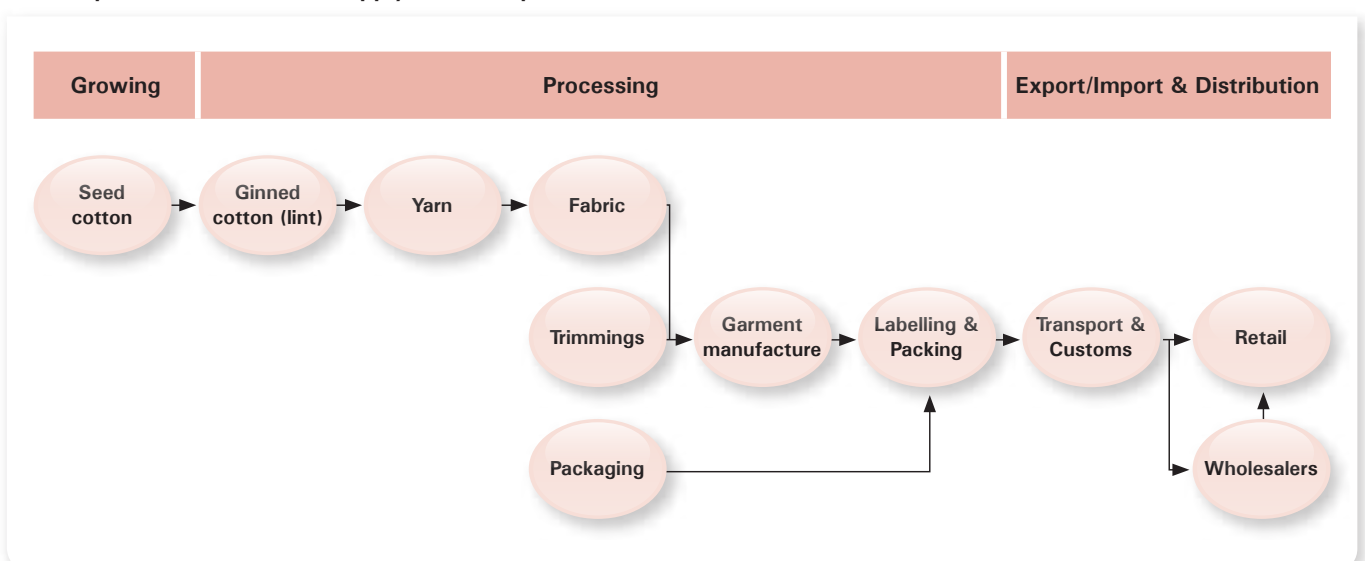 Growing
Processing
Export/Import & Distribution
Seed
cotton
Ginned
cotton (lint)
Yarn
Fabric
Trimmings
Garment
manufacture
Labelling &
Packing
Transport &
Customs
Retail
Packaging
Wholesalers